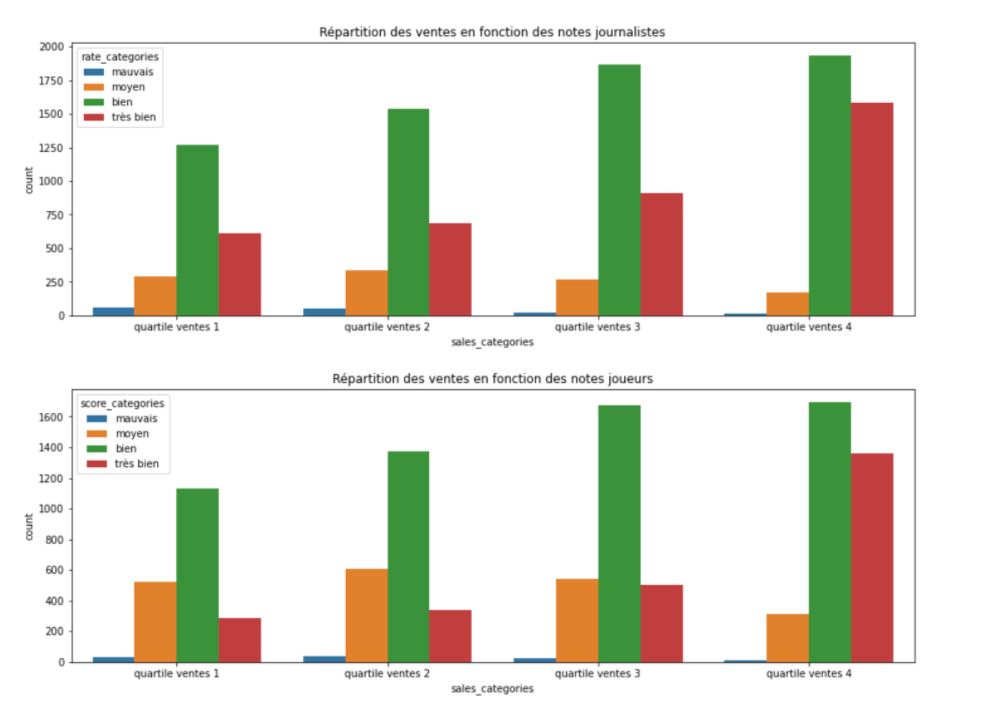 Répartition des ventes en fonction des notes journalistes
2000
1750
1500
1250
1000
750
500
250
0
count
rate_categories
mauvais
moyen
bien
très bien
quartile ventes 1
quartile ventes 2
quartile ventes 3
quartile ventes 4
sales_categories
Répartition des ventes en fonction des notes joueurs
1600
1400
1200
1000
800
600
400
200
0
count
score_categories
mauvais
moyen
bien
très bien
quartile ventes 1
quartile ventes 2
quartile ventes 3
quartile ventes 4
sales_categories